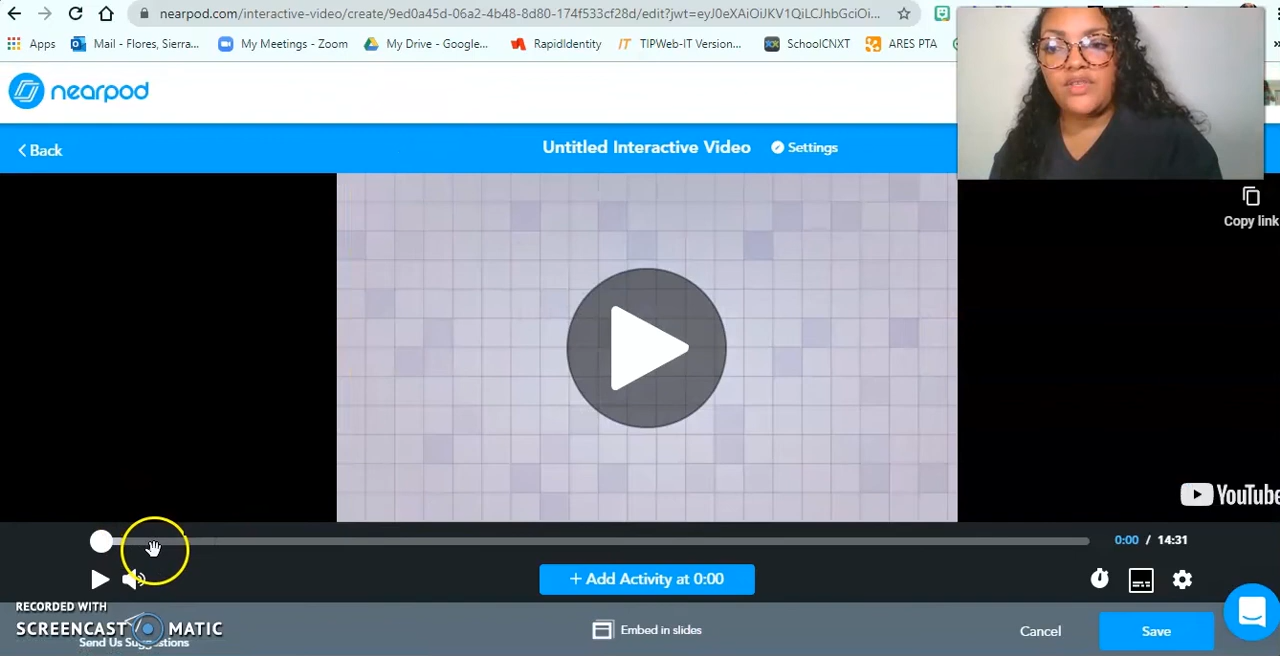 nearpod.com/interactive-video/create/9ed0a45d-06a2-4b48-8d80-174f533cf28d/edit?jwt=eyJ0eXAiOiJKV1QiLCJhbGciOi...
Apps Mail - Flores, Sierra... My Meetings - Zoom My Drive - Google... RapidIdentity TIPWeb-IT Version... SchoolCNXT ARES PTA »
nearpod
Back Untitled Interactive Video Settings
Copy link
YouTube
0:00 / 14:31
+ Add Activity at 0:00
RECORDED WITH
SCREENCAST MATIC
Send Us Suggestions
Embed in slides Cancel Save